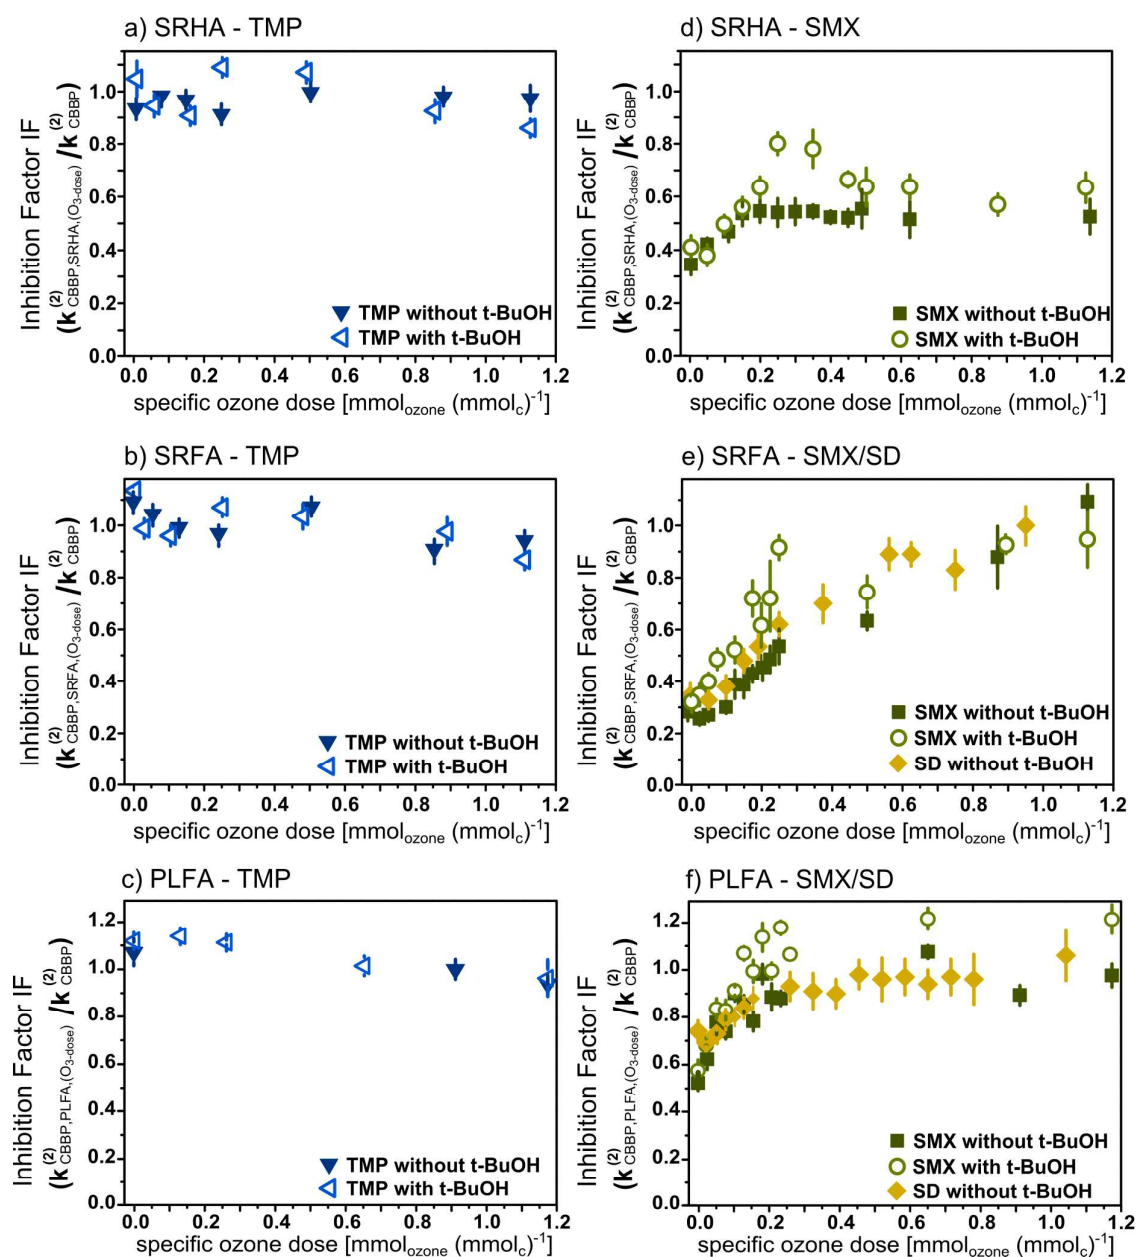 a) SRHA - TMP
Inhibition Factor IF
(k(2)CBBP,SRHA,(O3-dose) /k(2)CBBP)
1.0
0.8
0.6
0.4
0.2
0.0
TMP without t-BuOH
TMP with t-BuOH
0.0 0.2 0.4 0.6 0.8 1.0 1.2
specific ozone dose [mmolozone (mmolc)-1]
d) SRHA - SMX
Inhibition Factor IF
(k(2)CBBP,SRHA,(O3-dose) /k(2)CBBP)
1.0
0.8
0.6
0.4
0.2
0.0
SMX without t-BuOH
SMX with t-BuOH
0.0 0.2 0.4 0.6 0.8 1.0 1.2
specific ozone dose [mmolozone (mmolc)-1]
b) SRFA - TMP
Inhibition Factor IF
(k(2)CBBP,SRFA,(O3-dose) /k(2)CBBP)
1.0
0.8
0.6
0.4
0.2
0.0
TMP without t-BuOH
TMP with t-BuOH
0.0 0.2 0.4 0.6 0.8 1.0 1.2
specific ozone dose [mmolozone (mmolc)-1]
e) SRFA - SMX/SD
Inhibition Factor IF
(k(2)CBBP,SRFA,(O3-dose) /k(2)CBBP)
1.0
0.8
0.6
0.4
0.2
0.0
SMX without t-BuOH
SMX with t-BuOH
SD without t-BuOH
0.0 0.2 0.4 0.6 0.8 1.0 1.2
specific ozone dose [mmolozone (mmolc)-1]
c) PLFA - TMP
Inhibition Factor IF
(k(2)CBBP,PLFA,(O3-dose) /k(2)CBBP)
1.2
1.0
0.8
0.6
0.4
0.2
0.0
TMP without t-BuOH
TMP with t-BuOH
0.0 0.2 0.4 0.6 0.8 1.0 1.2
specific ozone dose [mmolozone (mmolc)-1]
f) PLFA - SMX/SD
Inhibition Factor IF
(k(2)CBBP,PLFA,(O3-dose) /k(2)CBBP)
1.2
1.0
0.8
0.6
0.4
0.2
0.0
SMX without t-BuOH
SMX with t-BuOH
SD without t-BuOH
0.0 0.2 0.4 0.6 0.8 1.0 1.2
specific ozone dose [mmolozone (mmolc)-1]